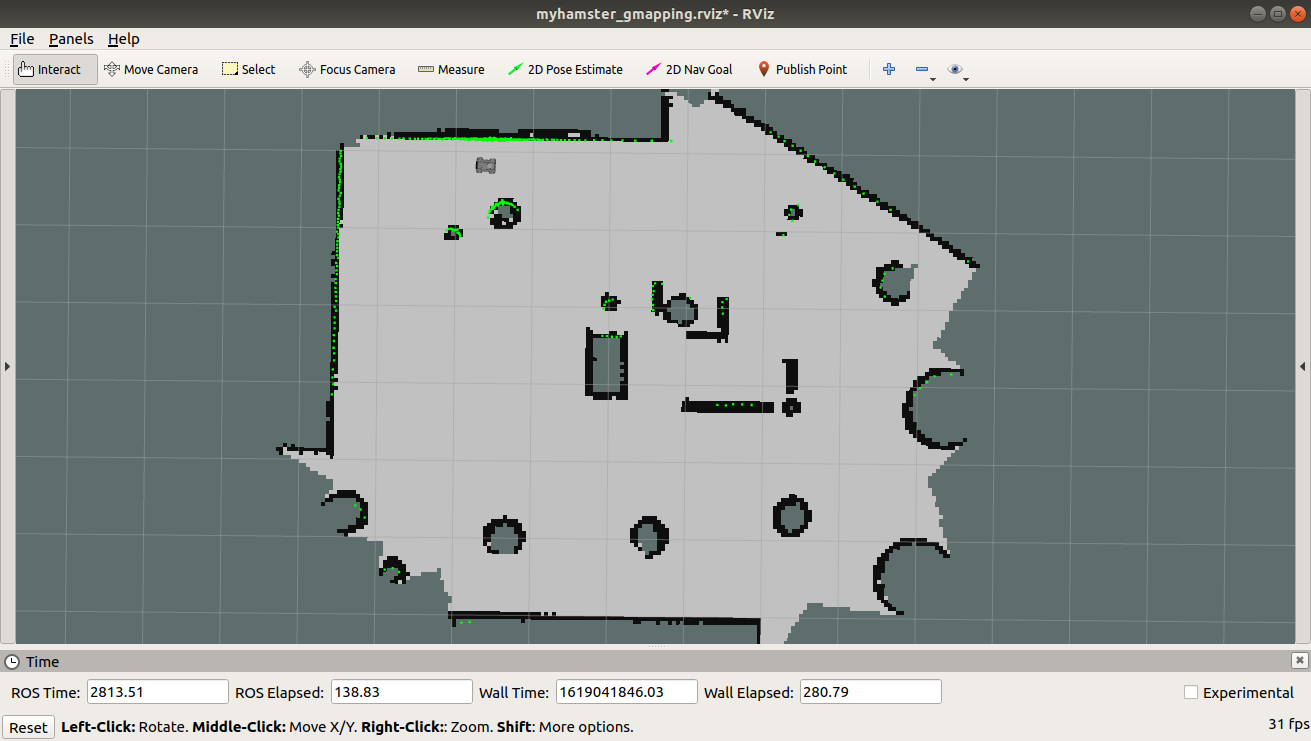 myhamster_gmapping.rviz* - RViz
File Panels Help
Interact Move Camera Select Focus Camera Measure 2D Pose Estimate 2D Nav Goal Publish Point
Time
ROS Time: 2813.51 ROS Elapsed: 138.83 Wall Time: 1619041846.03 Wall Elapsed: 280.79 Experimental
Reset Left-Click: Rotate. Middle-Click: Move X/Y. Right-Click:: Zoom. Shift: More options. 31 fps